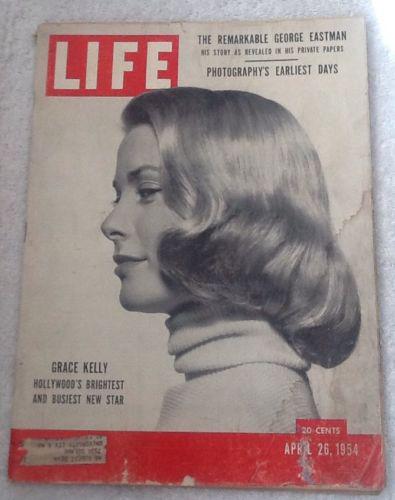 LIFE
THE REMARKABLE GEORGE EASTMAN
HIS STORY AS REVEALED IN HIS PRIVATE PAPERS
PHOTOGRAPHY'S EARLIEST DAYS
GRACE KELLY
HOLLYWOOD'S BRIGHTEST
AND BUSIEST NEW STAR
20 CENTS
APRIL 26, 1954